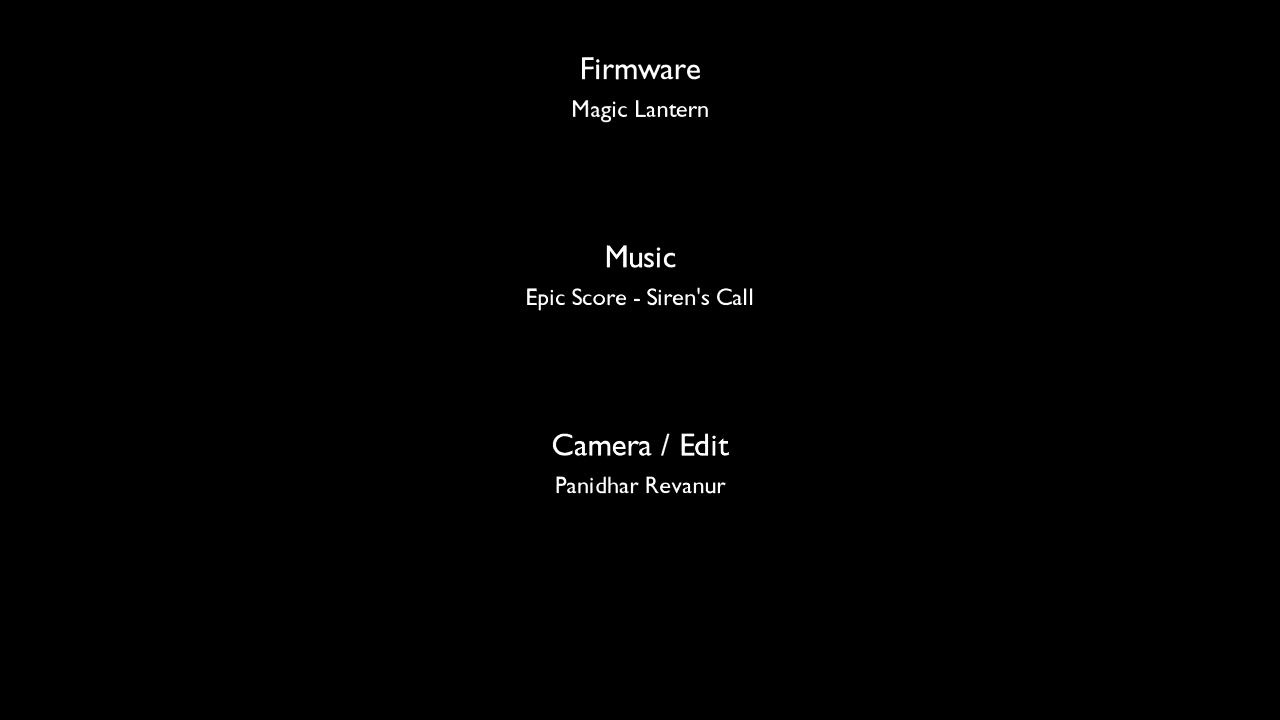 Firmware
Magic Lantern
Music
Epic Score - Siren's Call
Camera / Edit
Panidhar Revanur